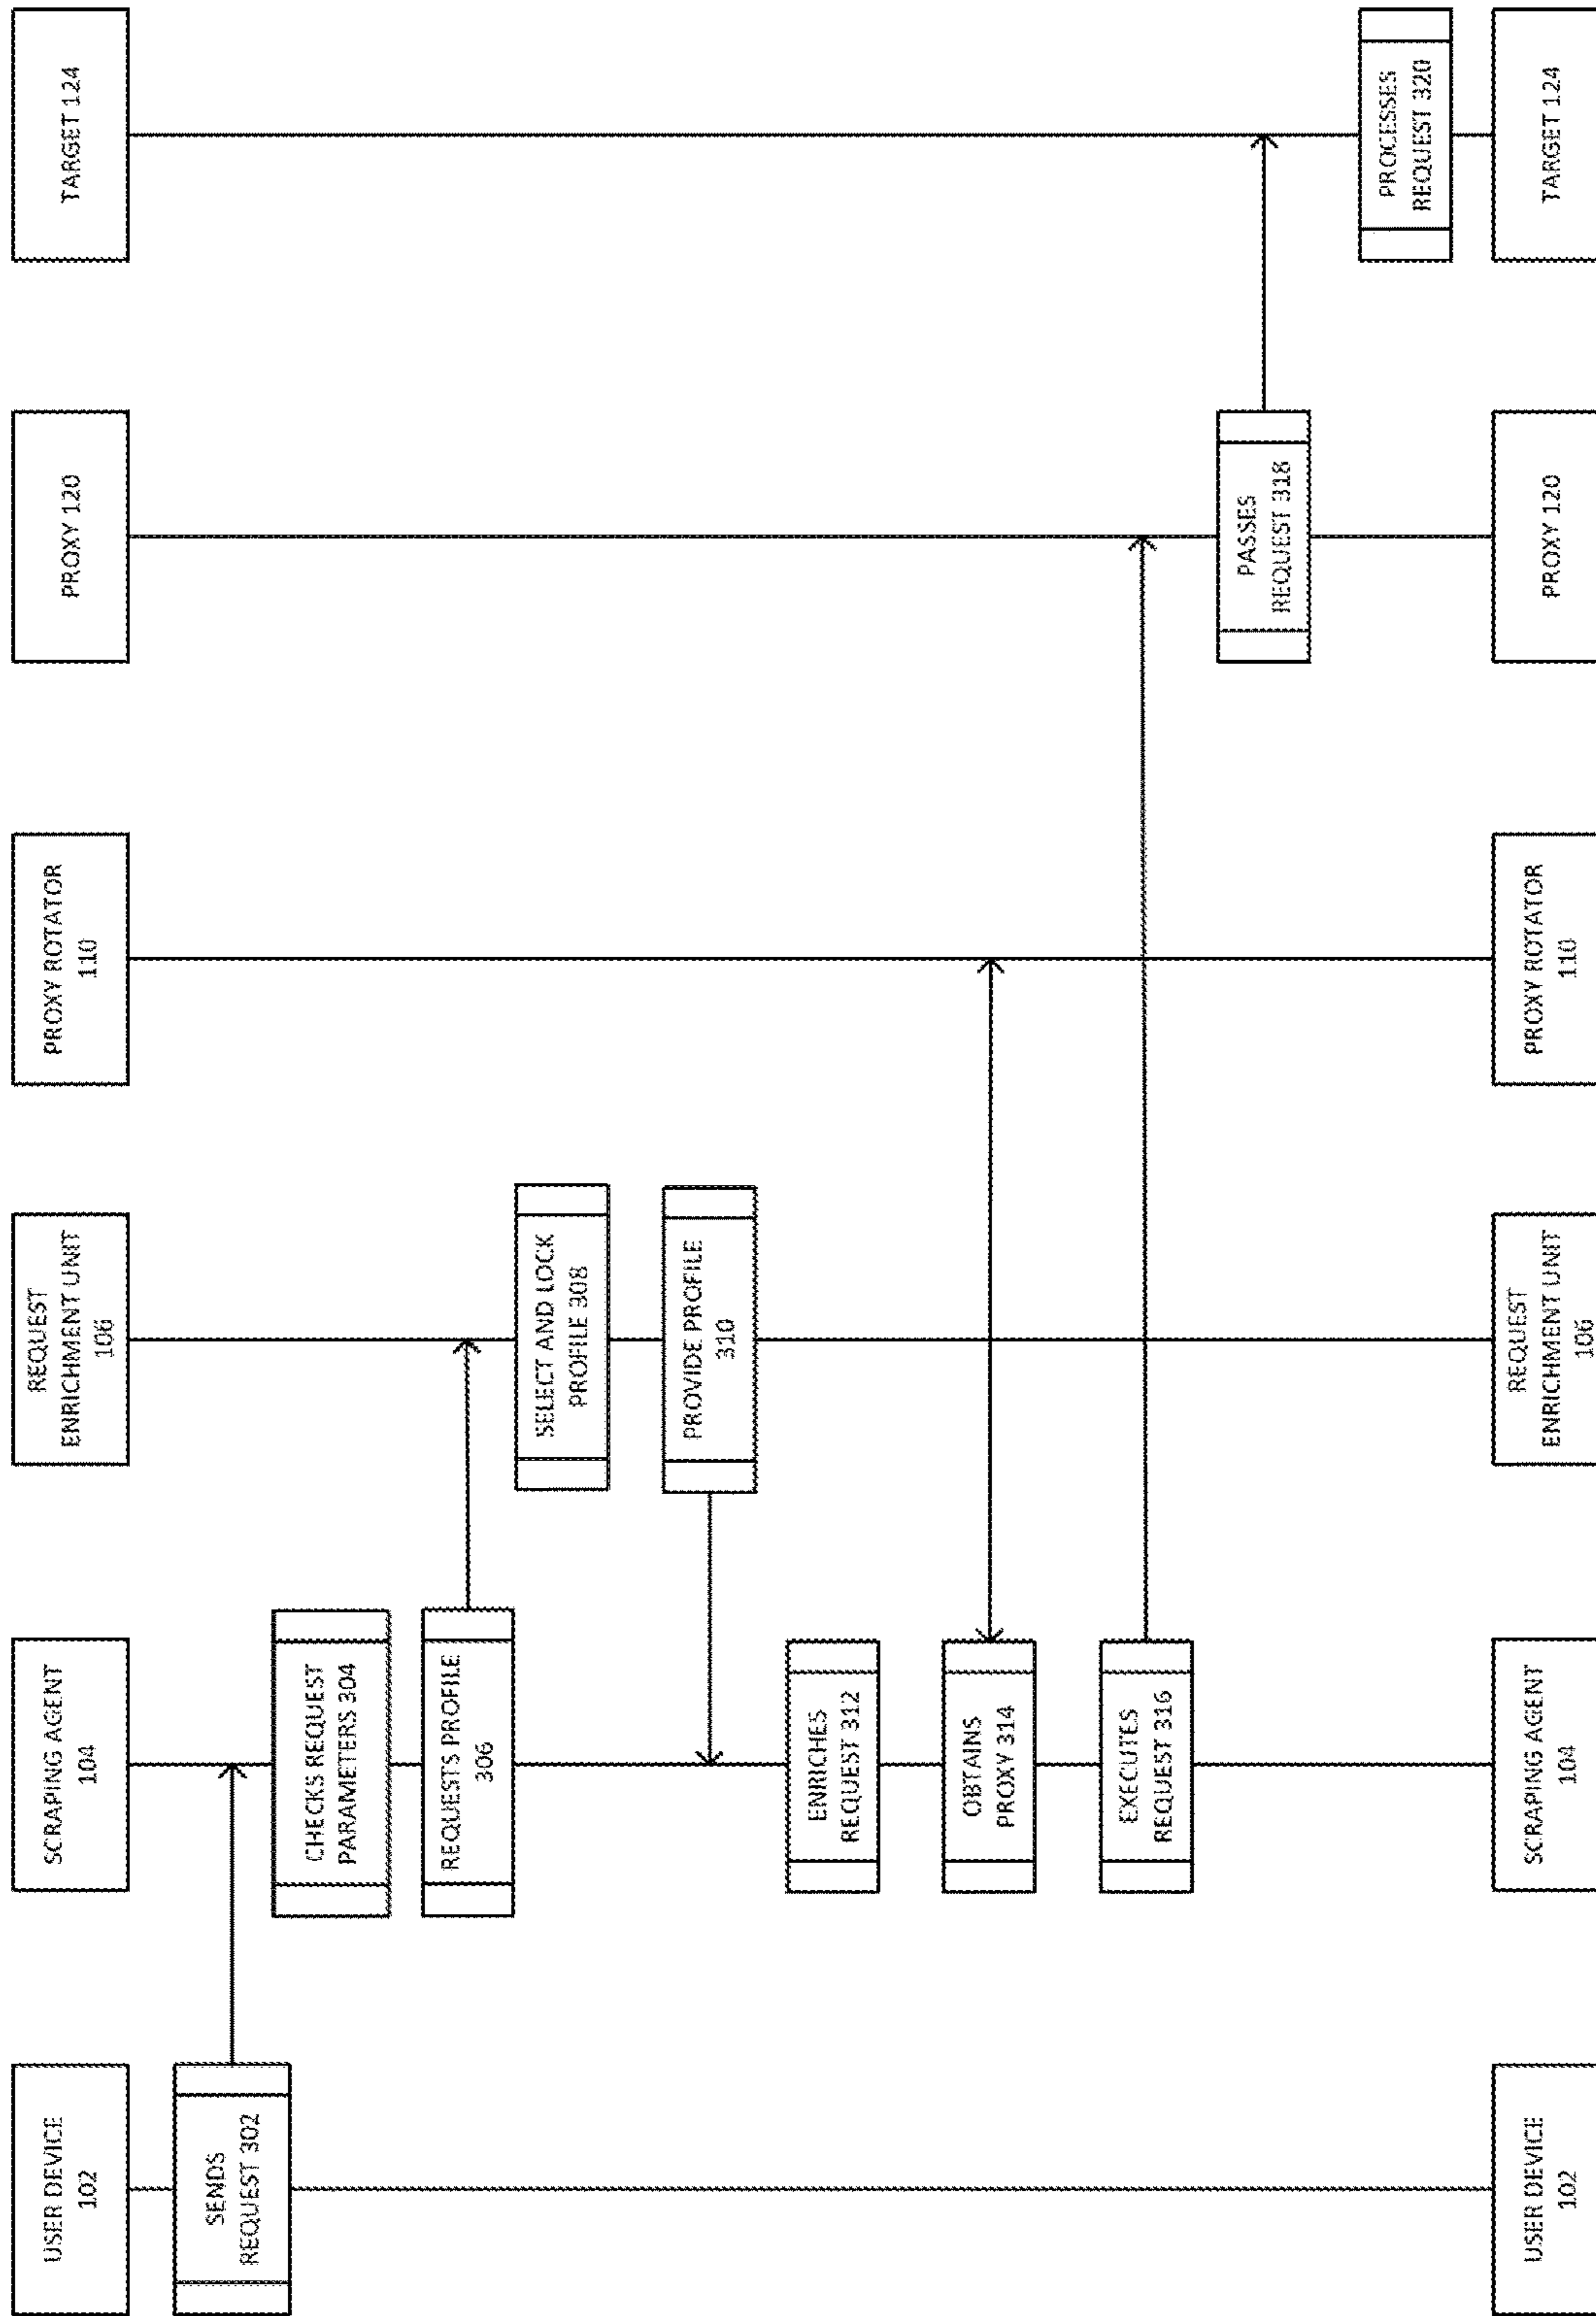 USER DEVICE
102
SCRAPING AGENT
104
REQUEST
ENRICHMENT UNIT
106
PROXY ROTATOR
110
PROXY 120
TARGET 124
SENDS
REQUEST 302
CHECKS REQUEST
PARAMETERS 304
REQUESTS PROFILE
306
SELECT AND LOCK
PROFILE 308
PROVIDE PROFILE
310
ENRICHES
REQUEST 312
OBTAINS
PROXY 314
EXECUTES
REQUEST 316
PASSES
REQUEST 318
PROCESSES
REQUEST 320
USER DEVICE
102
SCRAPING AGENT
104
REQUEST
ENRICHMENT UNIT
106
PROXY ROTATOR
110
PROXY 120
TARGET 124